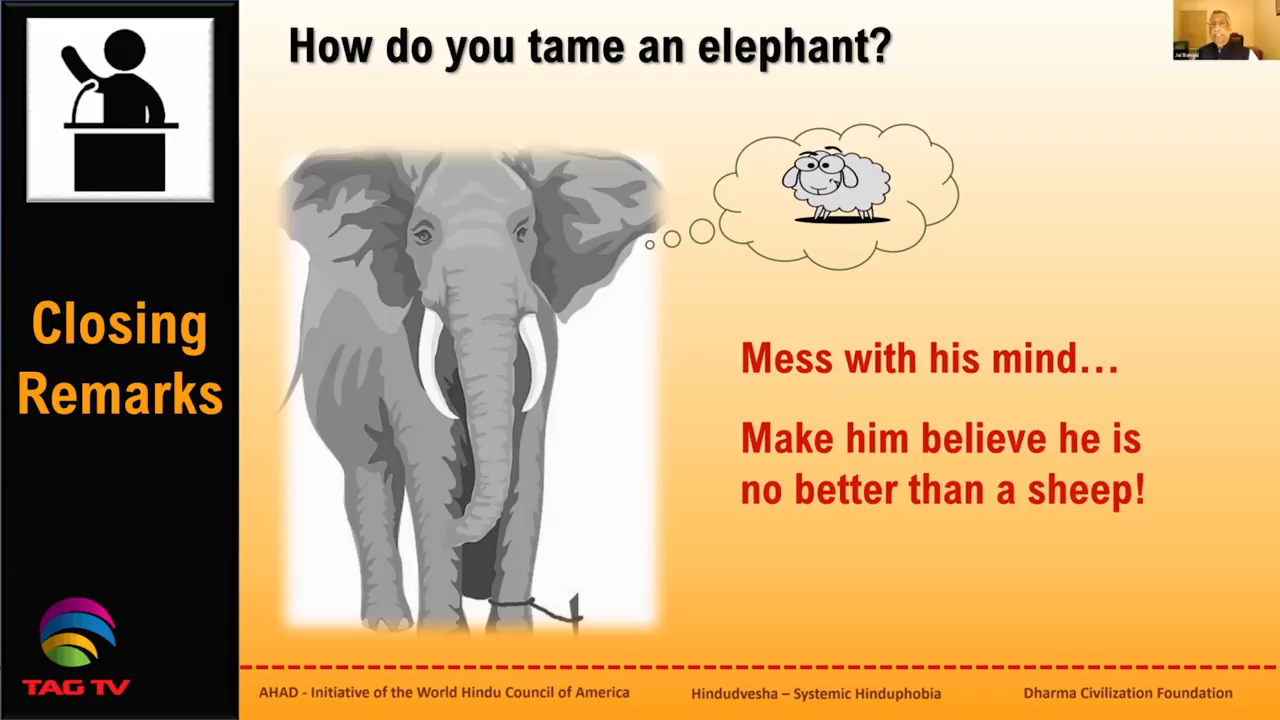 How do you tame an elephant?
Closing
Remarks
Mess with his mind...
Make him believe he is
no better than a sheep!
TAG TV
AHAD - Initiative of the World Hindu Council of America
Hindudvesha – Systemic Hinduphobia
Dharma Civilization Foundation